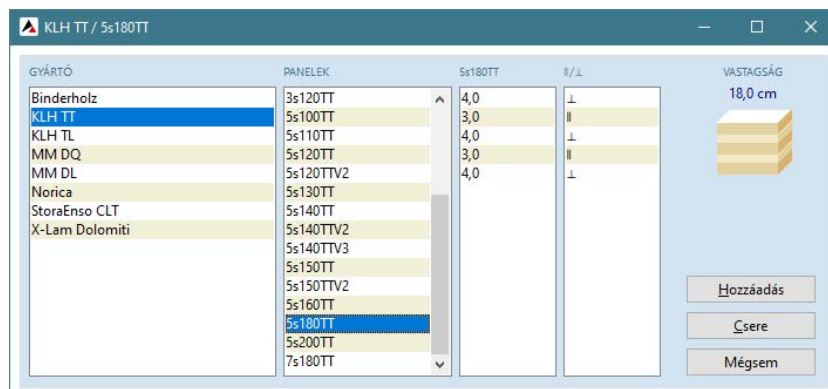 KLH TT / 5s180TT
GYÁRTÓ
Binderholz
KLH TT
KLH TL
MM DQ
MM DL
Norica
StoraEnso CLT
X-Lam Dolomiti
PANELEK
3s120TT
5s100TT
5s110TT
5s120TT
5s120TTV2
5s130TT
5s140TT
5s140TTV2
5s140TTV3
5s150TT
5s150TTV2
5s160TT
5s180TT
5s200TT
7s180TT
5s180TT
4,0
3,0
4,0
3,0
4,0
II/⊥
⊥
II
⊥
II
⊥
VASTAGSÁG
18,0 cm
Hozzáadás
Csere
Mégsem